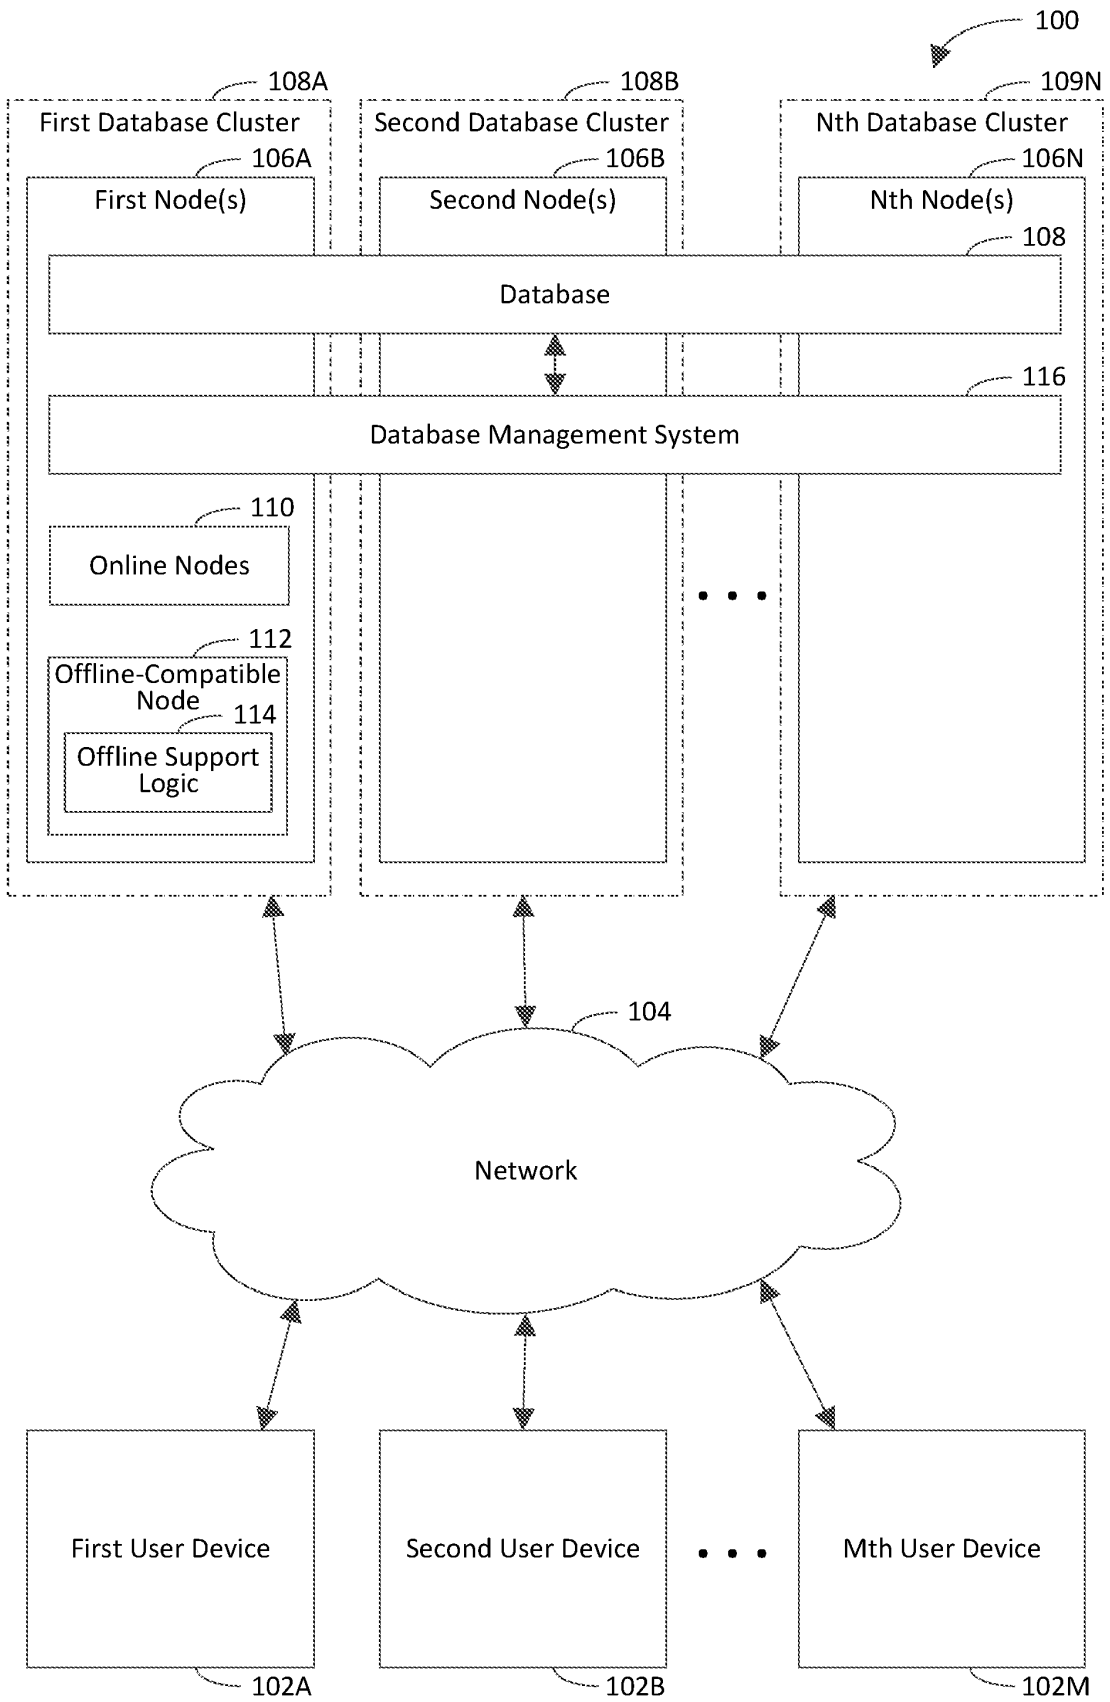 100
108A
108B
109N
First Database Cluster
Second Database Cluster
Nth Database Cluster
106A
106B
106N
First Node(s)
Second Node(s)
Nth Node(s)
108
Database
116
Database Management System
110
Online Nodes
112
Offline-Compatible
Node
114
Offline Support
Logic
104
Network
First User Device
Second User Device
Mth User Device
102A
102B
102M